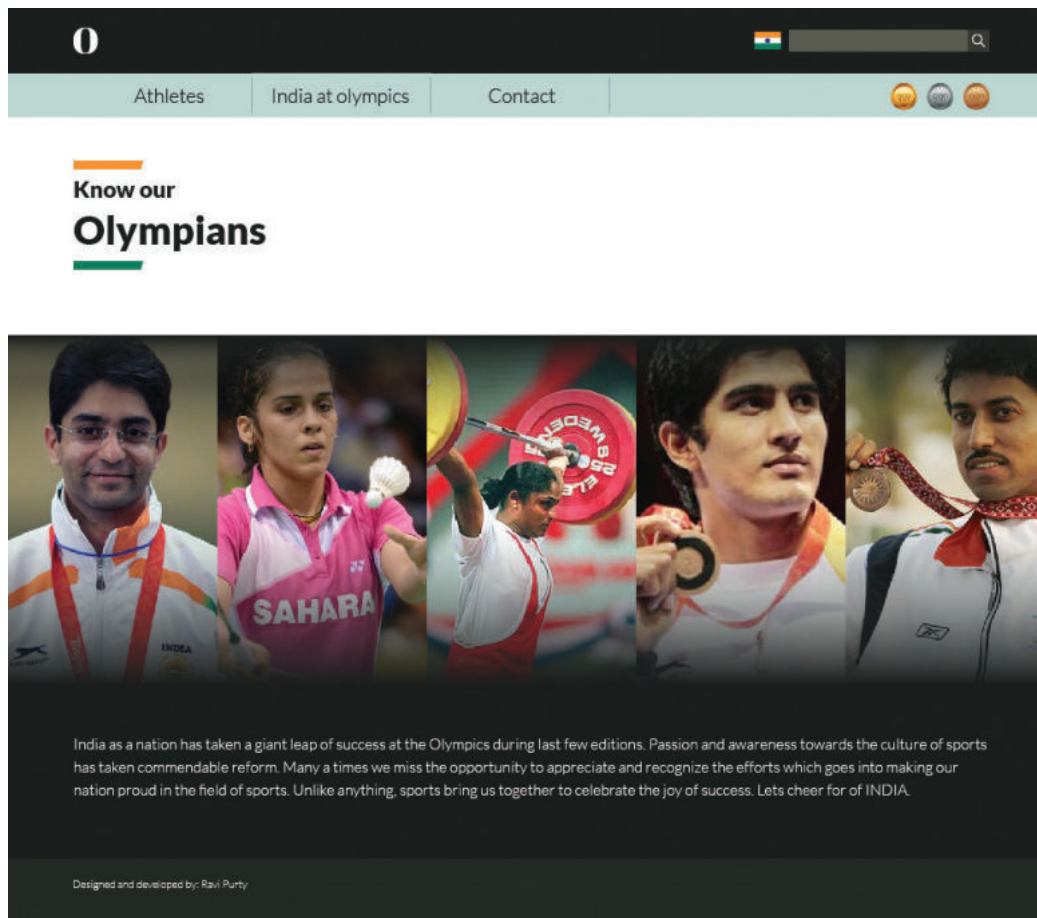 O
Athletes
India at olympics
Contact
Know our
Olympians
SAHARA
INDIA
WEDEN
25
ELE
India as a nation has taken a giant leap of success at the Olympics during last few editions. Passion and awareness towards the culture of sports
has taken commendable reform. Many a times we miss the opportunity to appreciate and recognize the efforts which goes into making our
nation proud in the field of sports. Unlike anything, sports bring us together to celebrate the joy of success. Lets cheer for of INDIA.
Designed and developed by: Ravi Purty